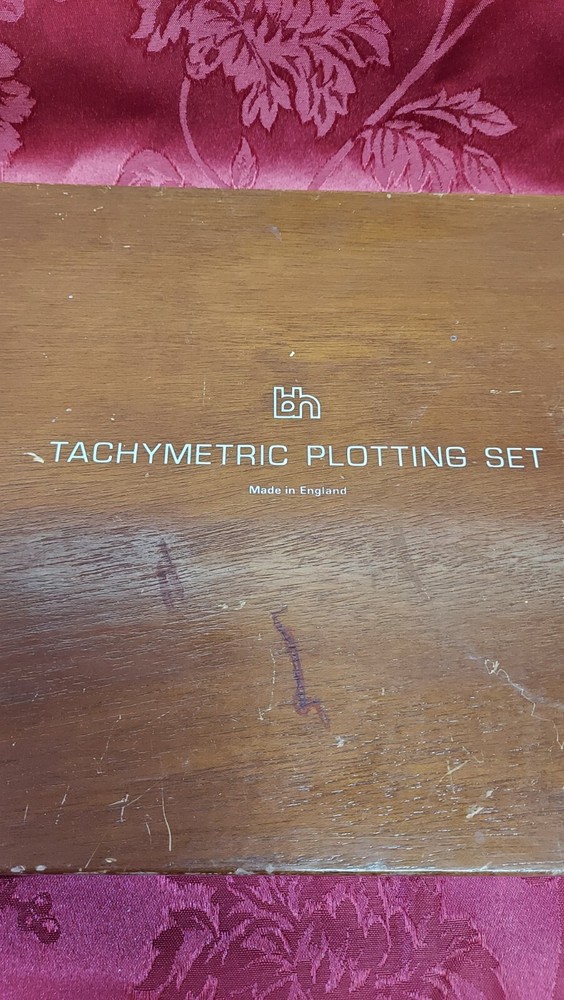 bh
TACHYMETRIC PLOTTING SET
Made in England